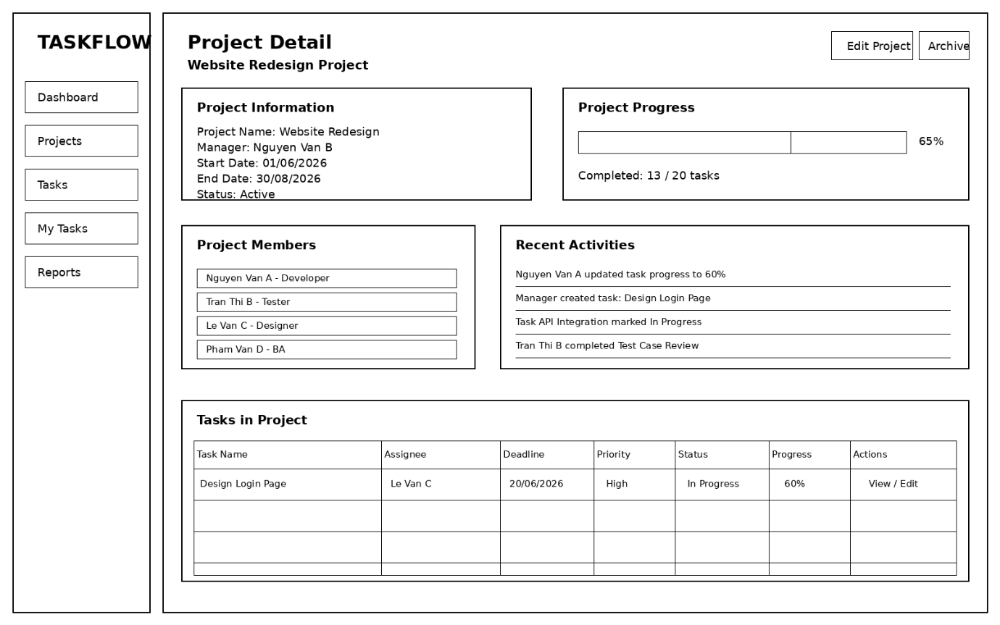 TASKFLOW
Dashboard
Projects
Tasks
My Tasks
Reports
Project Detail
Website Redesign Project
Edit Project
Archive
Project Information
Project Name: Website Redesign
Manager: Nguyen Van B
Start Date: 01/06/2026
End Date: 30/08/2026
Status: Active
Project Progress
65%
Completed: 13 / 20 tasks
Project Members
Nguyen Van A - Developer
Tran Thi B - Tester
Le Van C - Designer
Pham Van D - BA
Recent Activities
Nguyen Van A updated task progress to 60%
Manager created task: Design Login Page
Task API Integration marked In Progress
Tran Thi B completed Test Case Review
Tasks in Project
Task Name Assignee Deadline Priority Status Progress Actions
Design Login Page Le Van C 20/06/2026 High In Progress 60% View / Edit